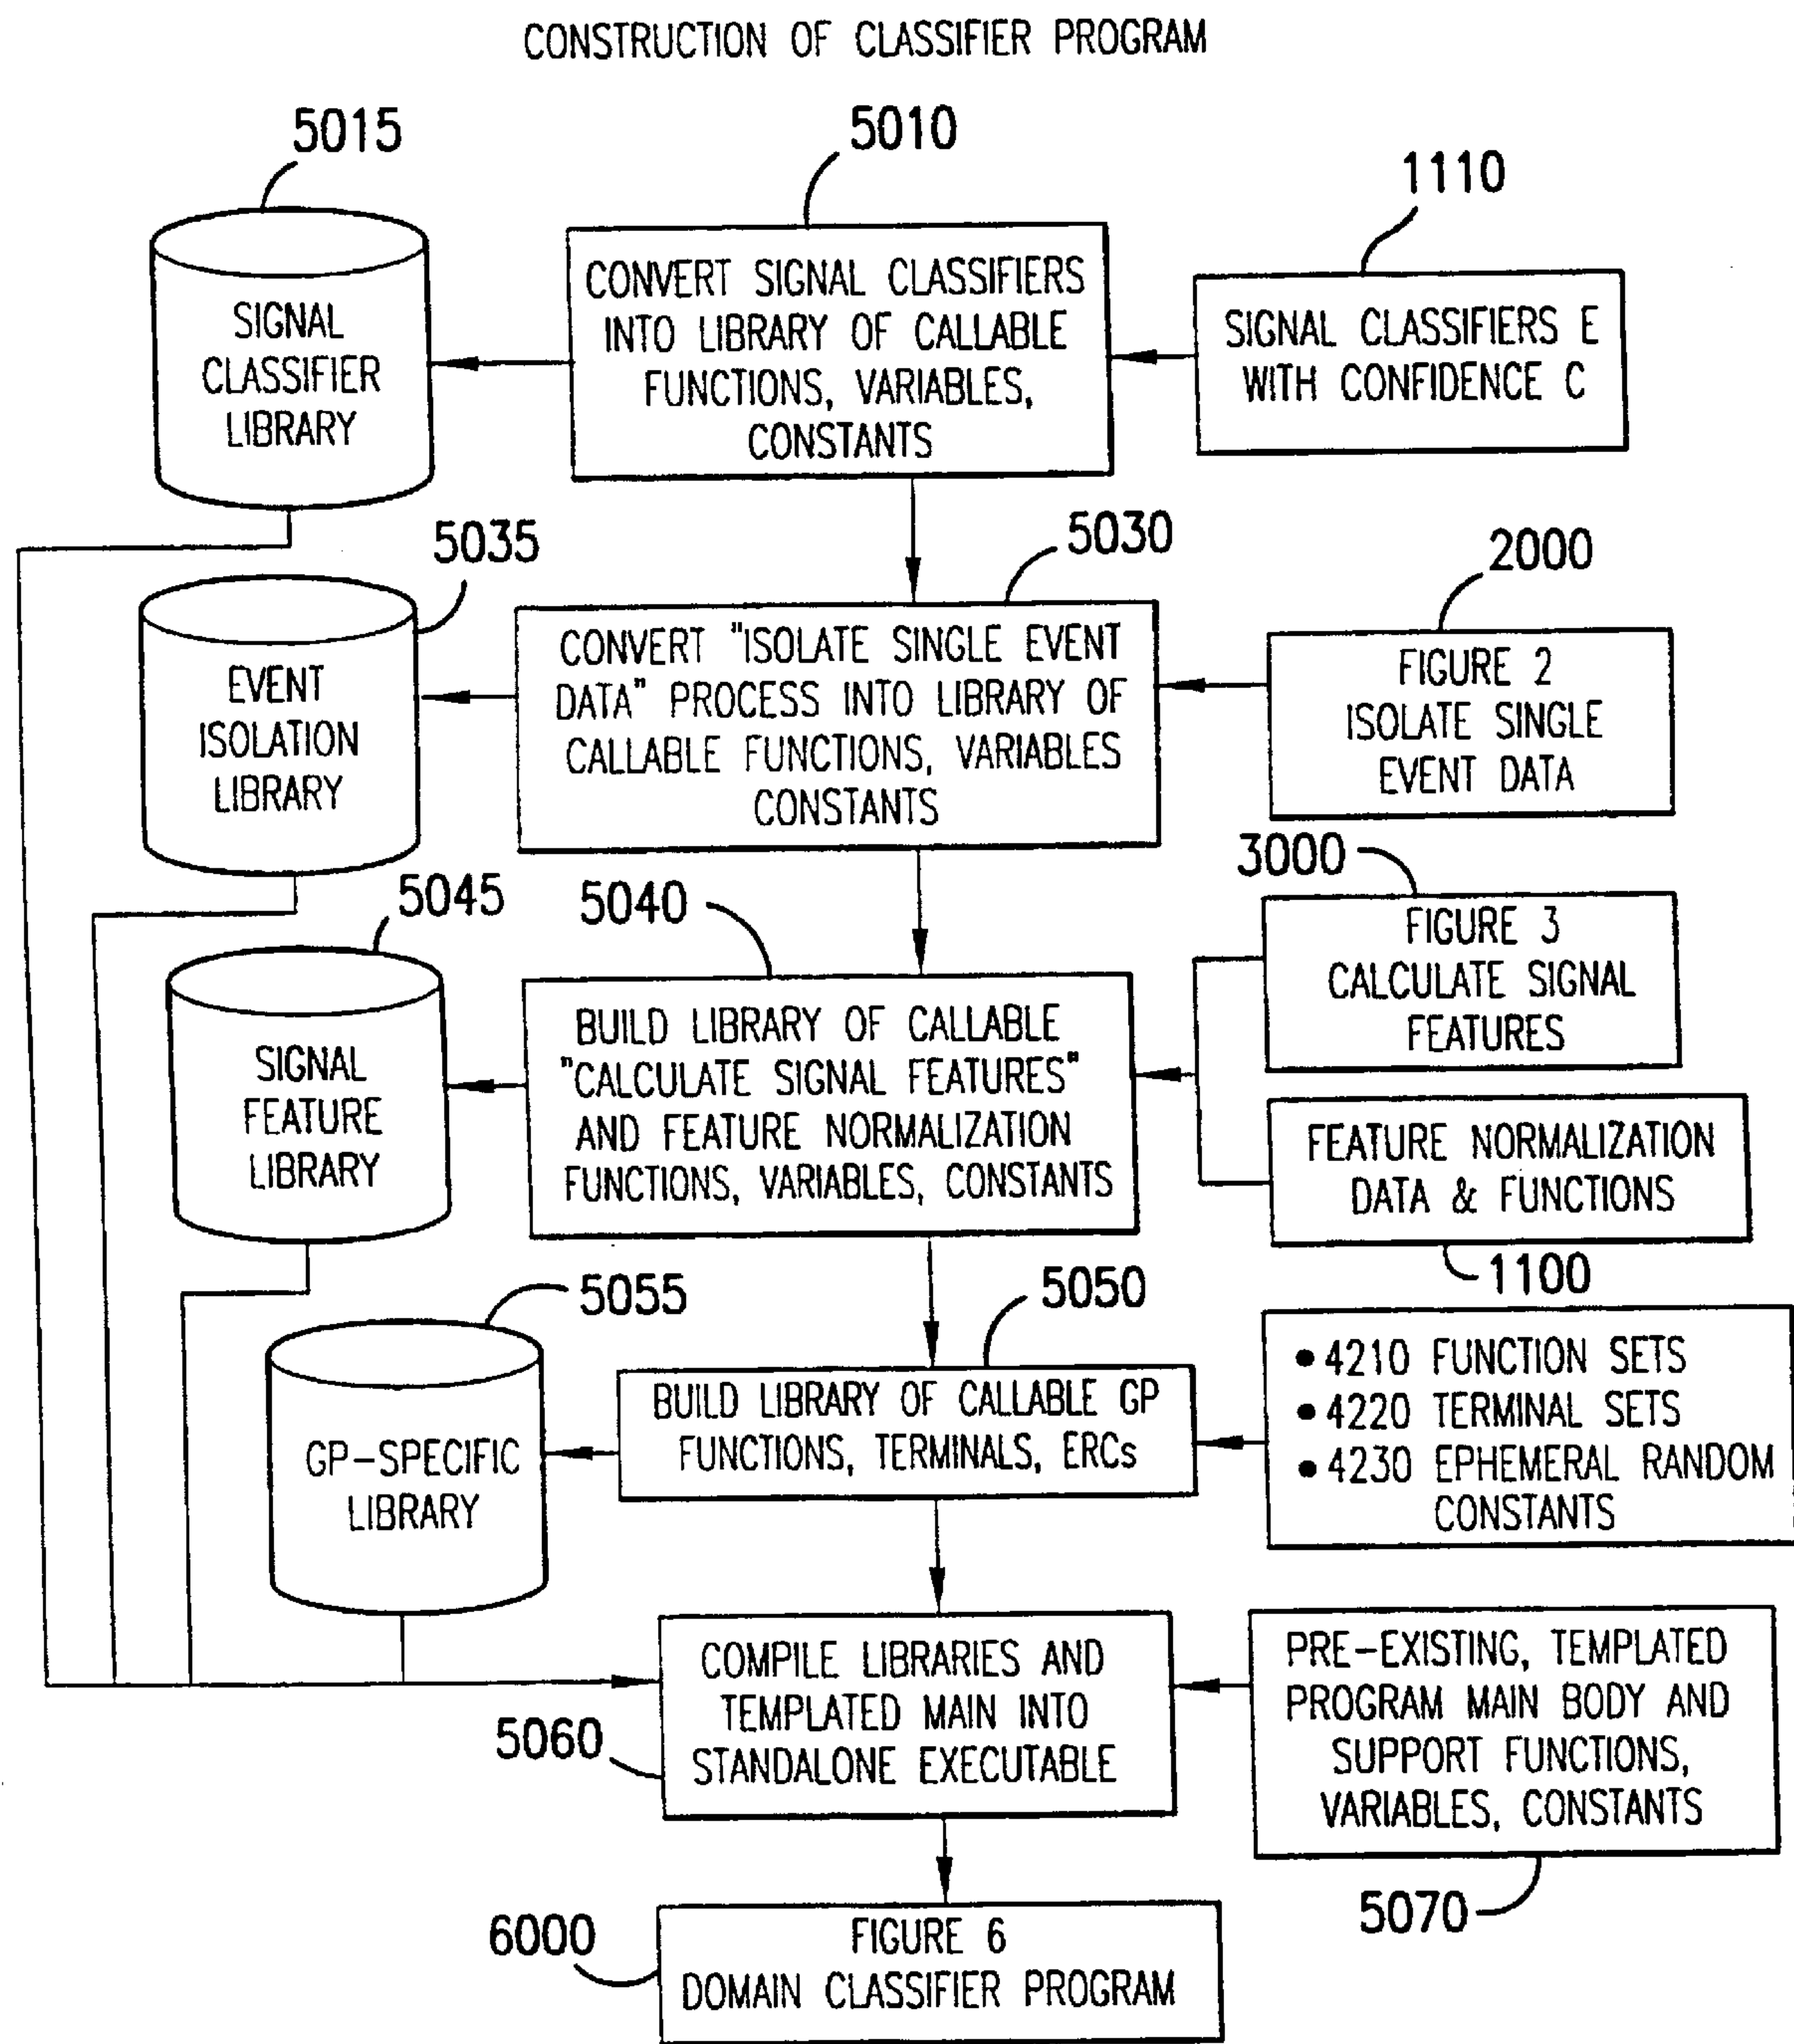 CONSTRUCTION OF CLASSIFIER PROGRAM
5015
5010
1110
SIGNAL
CLASSIFIER
LIBRARY
CONVERT SIGNAL CLASSIFIERS
INTO LIBRARY OF CALLABLE
FUNCTIONS, VARIABLES,
CONSTANTS
SIGNAL CLASSIFIERS E
WITH CONFIDENCE C
5035
5030
2000
EVENT
ISOLATION
LIBRARY
CONVERT "ISOLATE SINGLE EVENT
DATA" PROCESS INTO LIBRARY OF
CALLABLE FUNCTIONS, VARIABLES
CONSTANTS
FIGURE 2
ISOLATE SINGLE
EVENT DATA
5045
5040
3000
SIGNAL
FEATURE
LIBRARY
BUILD LIBRARY OF CALLABLE
"CALCULATE SIGNAL FEATURES"
AND FEATURE NORMALIZATION
FUNCTIONS, VARIABLES, CONSTANTS
FIGURE 3
CALCULATE SIGNAL
FEATURES
FEATURE NORMALIZATION
DATA & FUNCTIONS
1100
5055
5050
GP-SPECIFIC
LIBRARY
BUILD LIBRARY OF CALLABLE GP
FUNCTIONS, TERMINALS, ERCs
• 4210 FUNCTION SETS
• 4220 TERMINAL SETS
• 4230 EPHEMERAL RANDOM
CONSTANTS
5060
COMPILE LIBRARIES AND
TEMPLATED MAIN INTO
STANDALONE EXECUTABLE
PRE-EXISTING, TEMPLATED
PROGRAM MAIN BODY AND
SUPPORT FUNCTIONS,
VARIABLES, CONSTANTS
5070
6000
FIGURE 6
DOMAIN CLASSIFIER PROGRAM